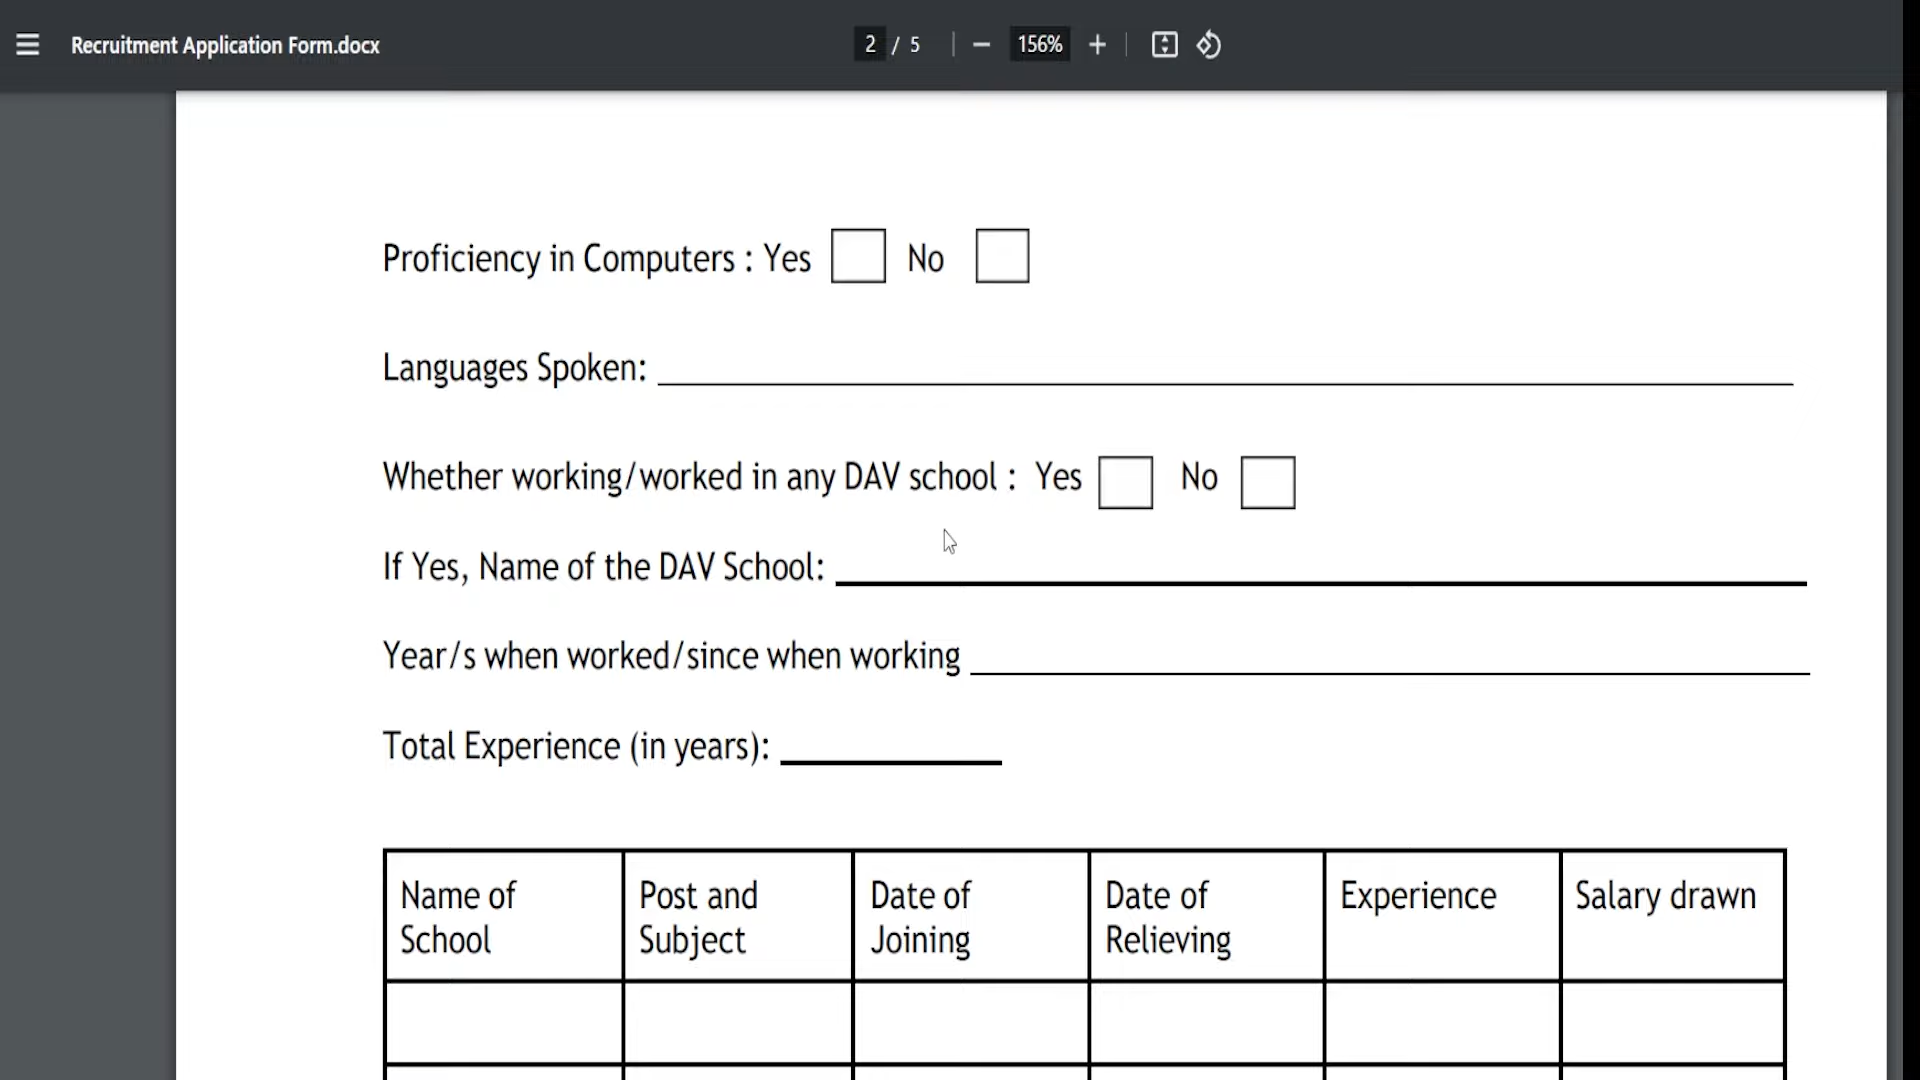 Recruitment Application Form.docx
2 / 5
156%
Proficiency in Computers : Yes No
Languages Spoken:
Whether working/worked in any DAV school : Yes No
If Yes, Name of the DAV School:
Year/s when worked/since when working
Total Experience (in years):
Name of School
Post and Subject
Date of Joining
Date of Relieving
Experience
Salary drawn